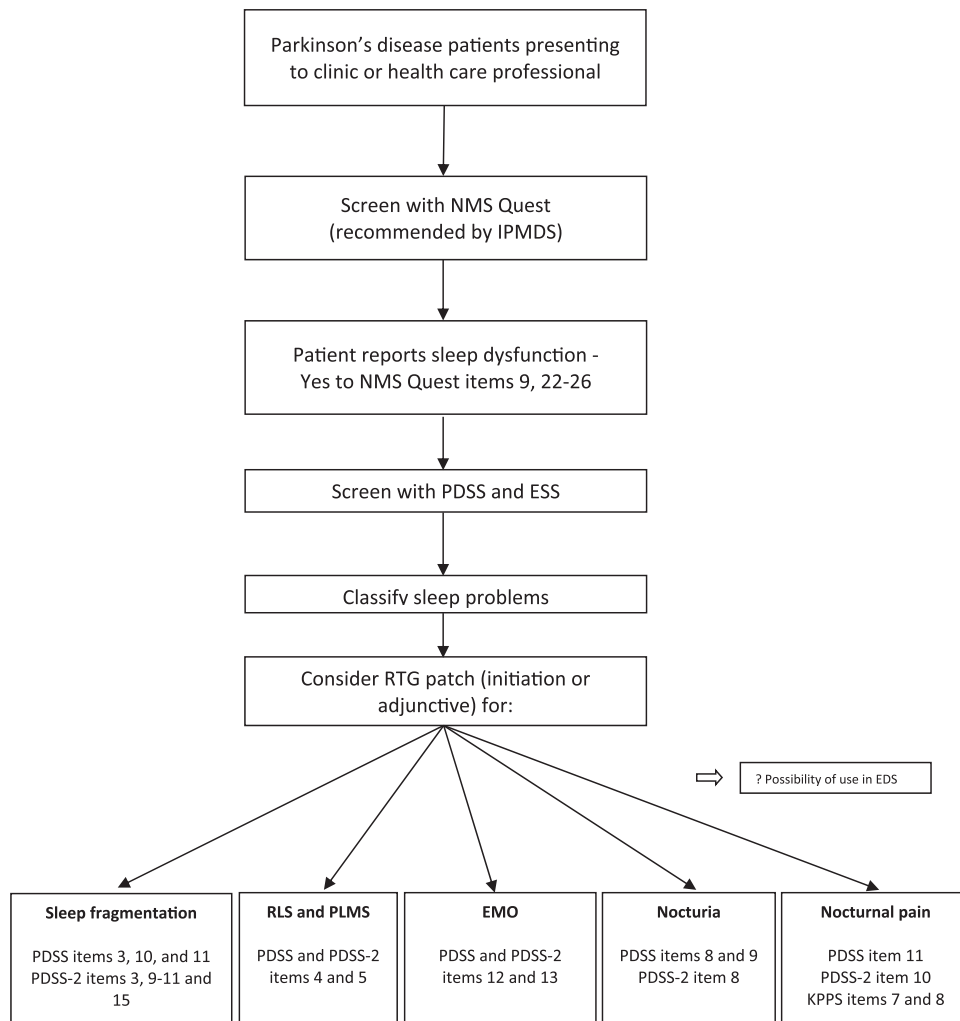 Parkinson's disease patients presenting
to clinic or health care professional
Screen with NMS Quest
(recommended by IPMDS)
Patient reports sleep dysfunction -
Yes to NMS Quest items 9, 22-26
Screen with PDSS and ESS
Classify sleep problems
Consider RTG patch (initiation or
adjunctive) for:
? Possibility of use in EDS
Sleep fragmentation
PDSS items 3, 10, and 11
PDSS-2 items 3, 9-11 and
15
RLS and PLMS
PDSS and PDSS-2
items 4 and 5
EMO
PDSS and PDSS-2
items 12 and 13
Nocturia
PDSS items 8 and 9
PDSS-2 item 8
Nocturnal pain
PDSS item 11
PDSS-2 item 10
KPPS items 7 and 8